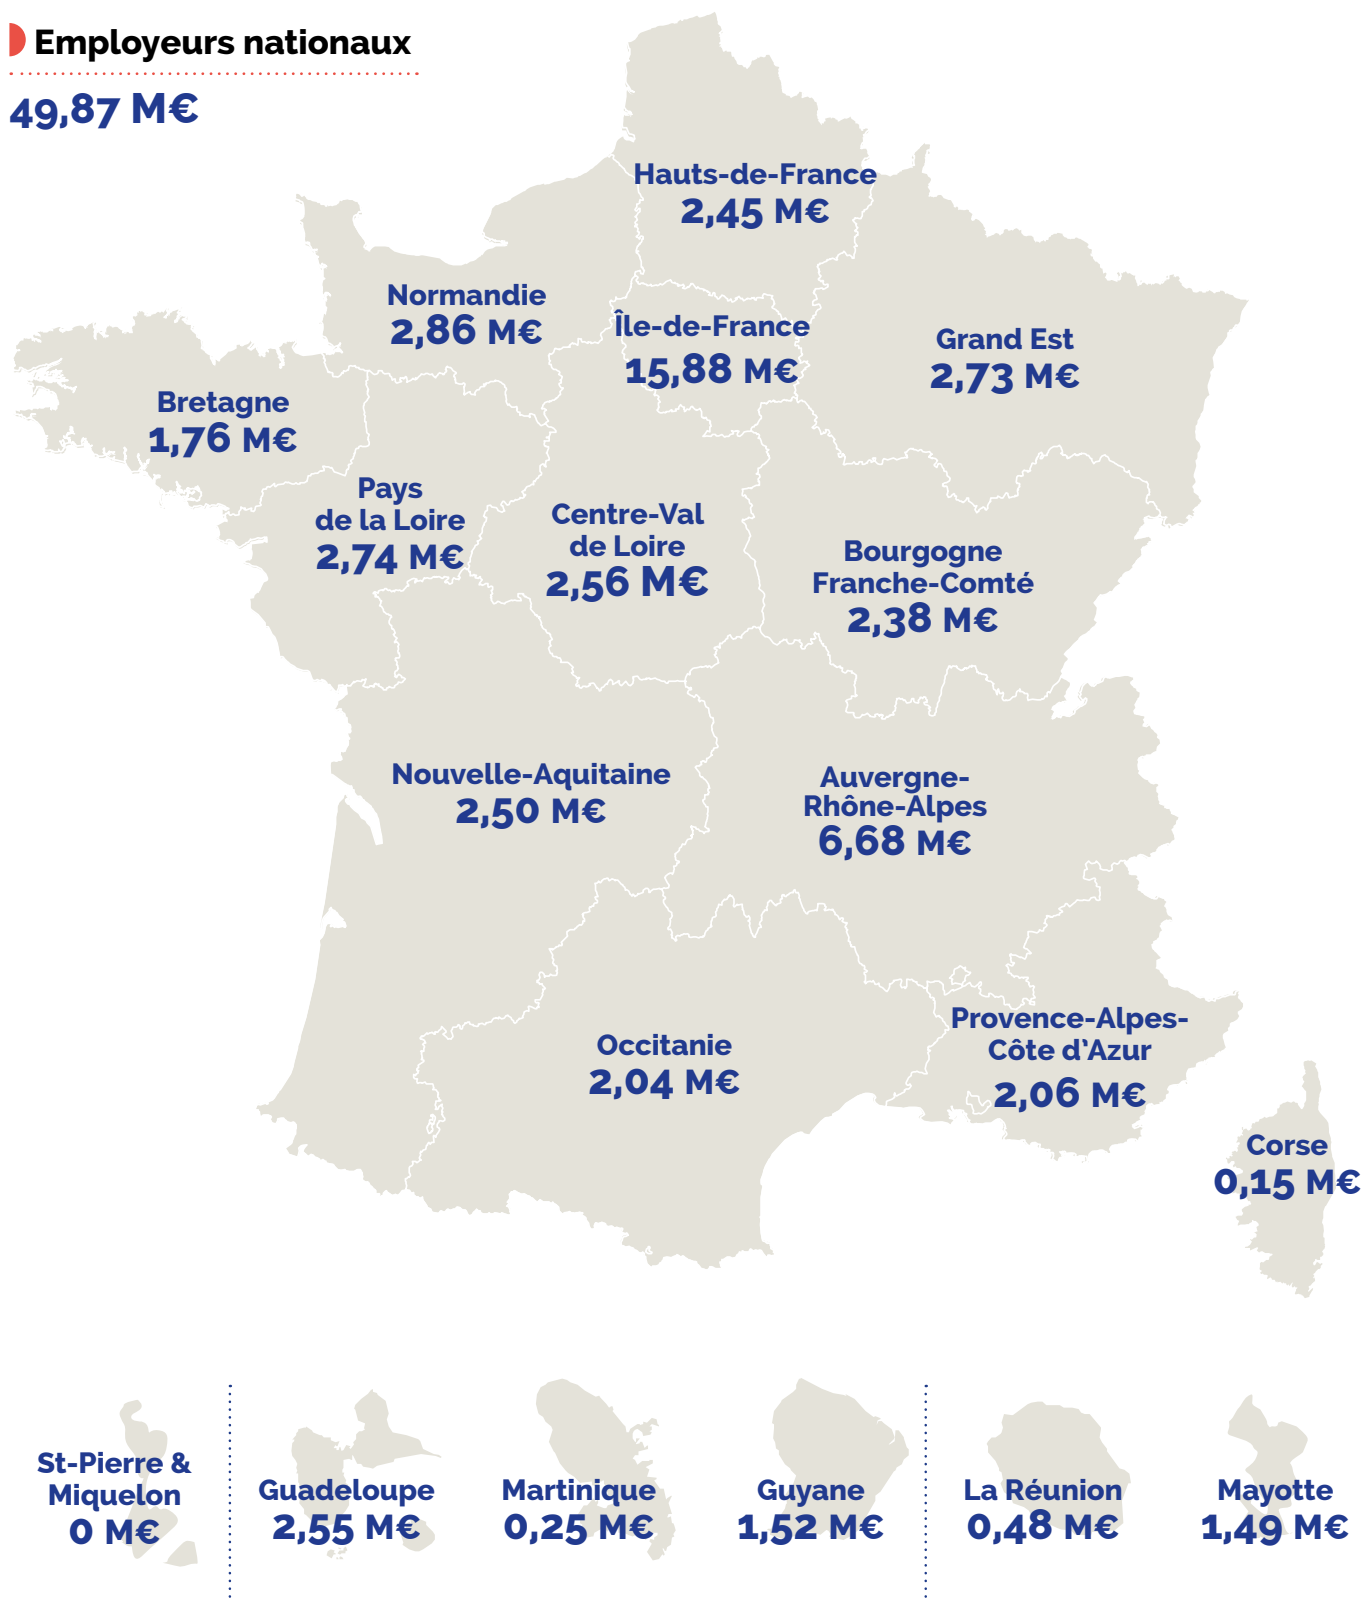 Employeurs nationaux
49,87 M€
Hauts-de-France
2,45 M€
Normandie
2,86 M€
Île-de-France
15,88 M€
Grand Est
2,73 M€
Bretagne
1,76 M€
Pays
de la Loire
2,74 M€
Centre-Val
de Loire
2,56 M€
Bourgogne
Franche-Comté
2,38 M€
Nouvelle-Aquitaine
2,50 M€
Auvergne-
Rhône-Alpes
6,68 M€
Occitanie
2,04 M€
Provence-Alpes-
Côte d’Azur
2,06 M€
Corse
0,15 M€
St-Pierre &
Miquelon
0 M€
Guadeloupe
2,55 M€
Martinique
0,25 M€
Guyane
1,52 M€
La Réunion
0,48 M€
Mayotte
1,49 M€